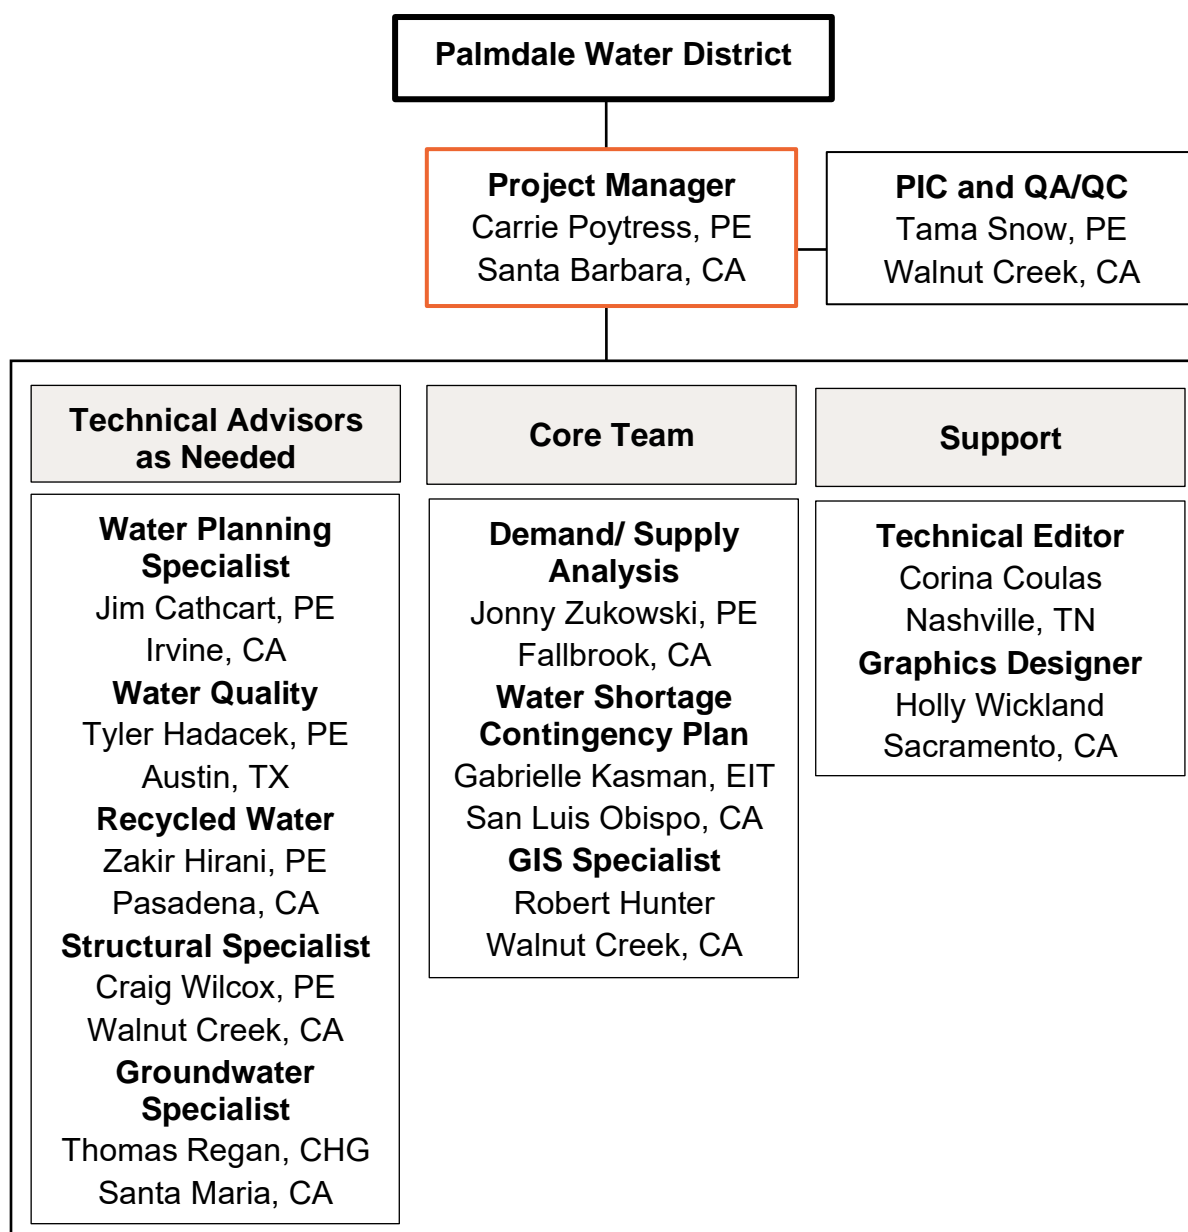 Palmdale Water District
Project Manager
Carrie Poytress, PE
Santa Barbara, CA
PIC and QA/QC
Tama Snow, PE
Walnut Creek, CA
Technical Advisors
as Needed
Water Planning
Specialist
Jim Cathcart, PE
Irvine, CA
Water Quality
Tyler Hadacek, PE
Austin, TX
Recycled Water
Zakir Hirani, PE
Pasadena, CA
Structural Specialist
Craig Wilcox, PE
Walnut Creek, CA
Groundwater
Specialist
Thomas Regan, CHG
Santa Maria, CA
Core Team
Demand/ Supply
Analysis
Jonny Zukowski, PE
Fallbrook, CA
Water Shortage
Contingency Plan
Gabrielle Kasman, EIT
San Luis Obispo, CA
GIS Specialist
Robert Hunter
Walnut Creek, CA
Support
Technical Editor
Corina Coulas
Nashville, TN
Graphics Designer
Holly Wickland
Sacramento, CA